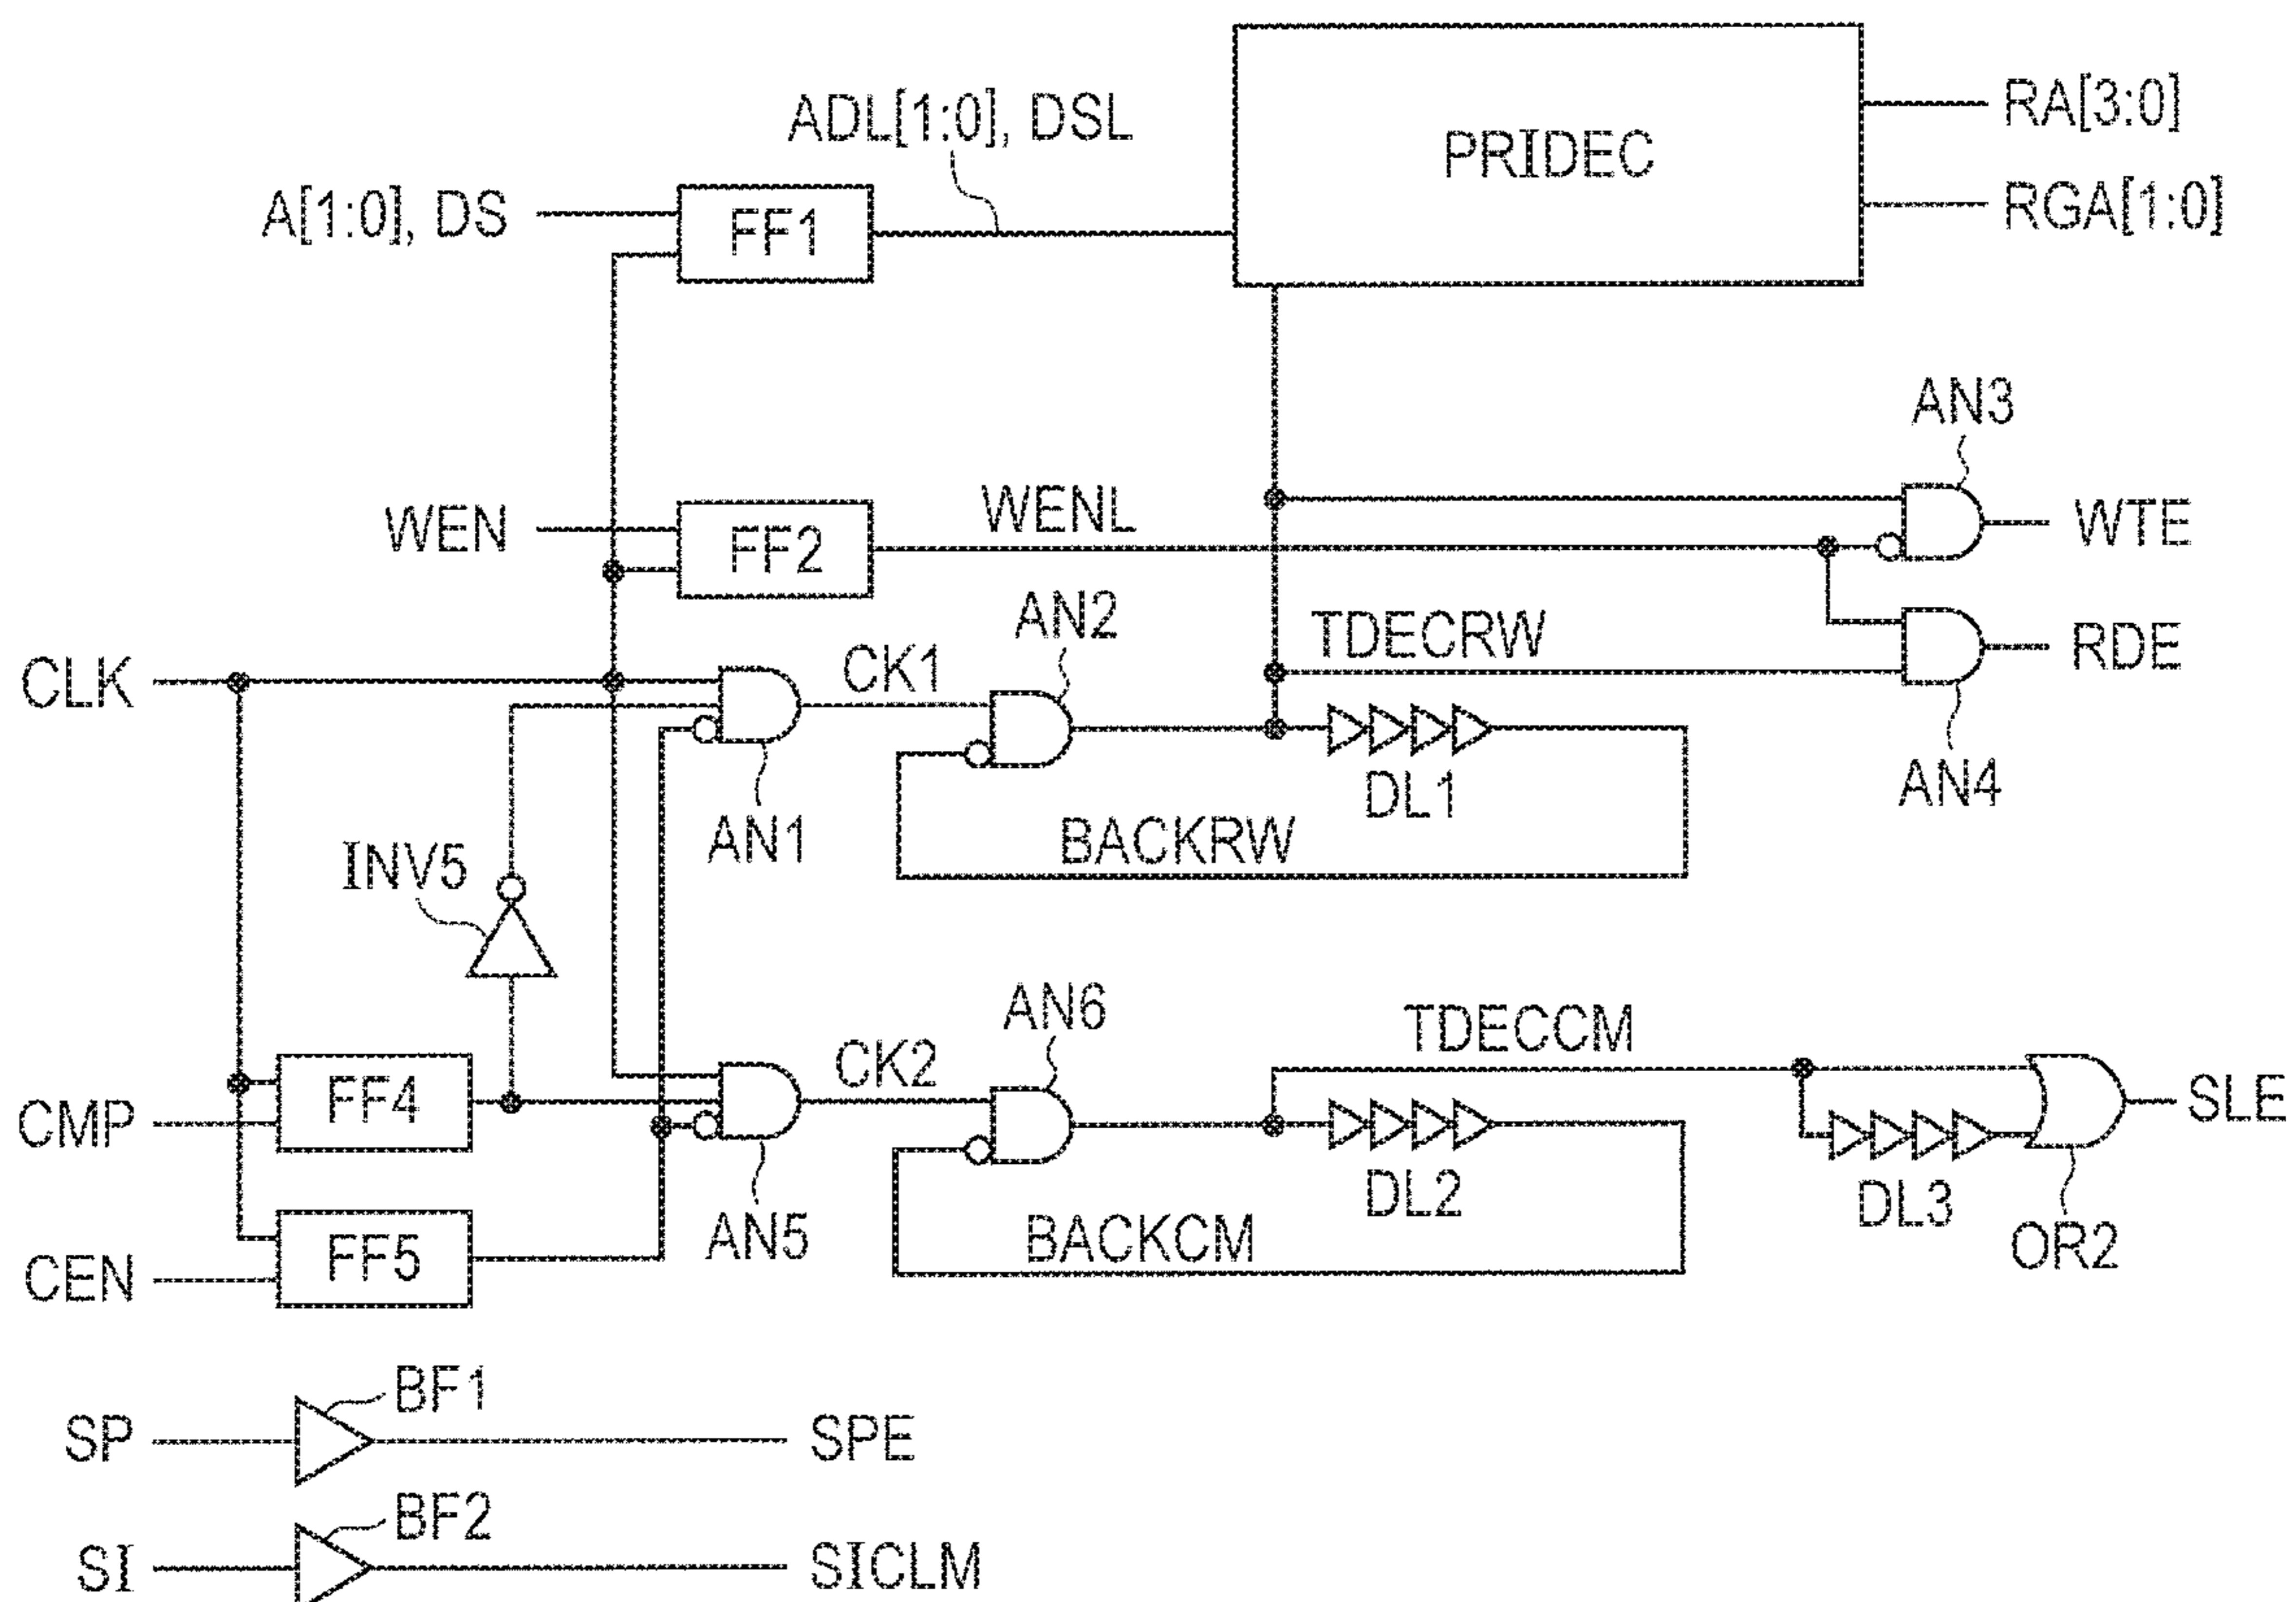 PRIDEC
RA[3:0]
RGA[1:0]
ADL[1:0], DSL
A[1:0], DS
FF1
AN3
WEN
FF2
WENL
WTE
AN2
TDECRW
RDE
CLK
CK1
AN1
DL1
AN4
BACKRW
INV5
AN6
TDECCM
CMP
FF4
CK2
SLE
AN5
DL2
DL3
OR2
CEN
FF5
BACKCM
BF1
SP
SPE
BF2
SI
SICLM